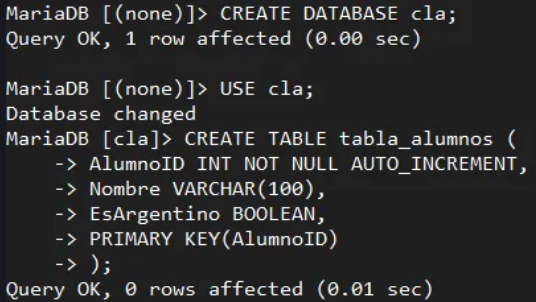 MariaDB [(none)]> CREATE DATABASE cla;
Query OK, 1 row affected (0.00 sec)
MariaDB [(none)]> USE cla;
Database changed
MariaDB [cla]> CREATE TABLE tabla_alumnos (
-> AlumnoID INT NOT NULL AUTO_INCREMENT,
-> Nombre VARCHAR(100),
-> EsArgentino BOOLEAN,
-> PRIMARY KEY(AlumnoID)
-> );
Query OK, 0 rows affected (0.01 sec)